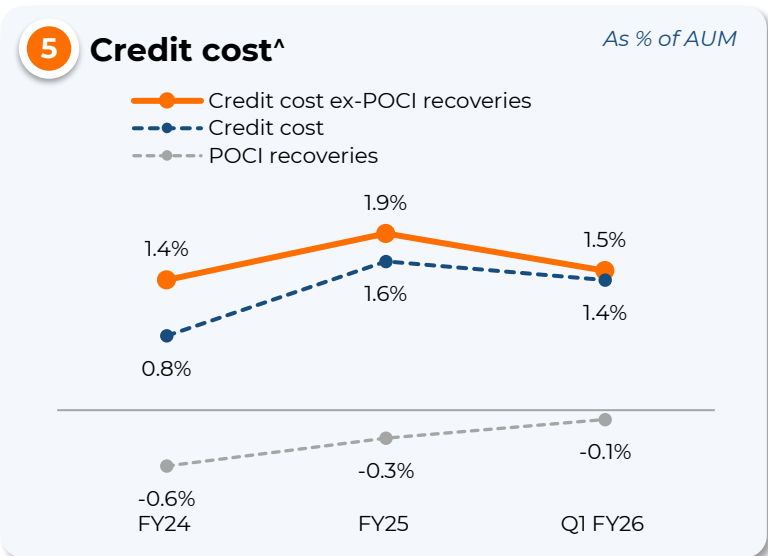 5 Credit cost^
As % of AUM
Credit cost ex-POCI recoveries
Credit cost
POCI recoveries
1.9%
1.4%
1.5%
1.6%
1.4%
0.8%
-0.1%
-0.3%
-0.6%
FY24 FY25 Q1 FY26